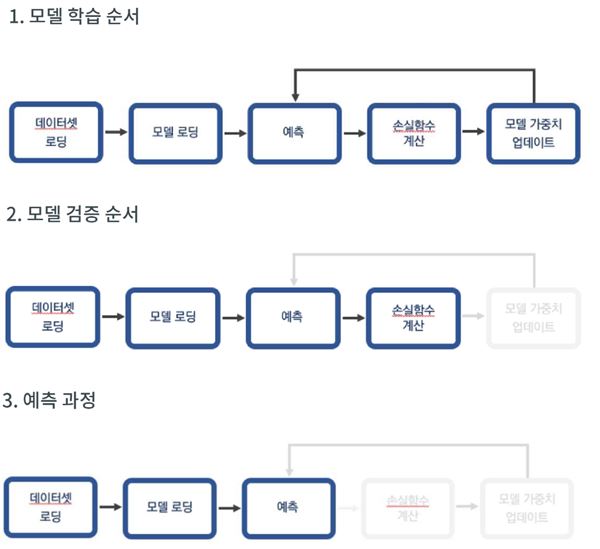 1. 모델 학습 순서
데이터셋
로딩
모델 로딩
예측
손실함수
계산
모델 가중치
업데이트
2. 모델 검증 순서
데이터셋
로딩
모델 로딩
예측
손실함수
계산
모델 가중치
업데이트
3. 예측 과정
데이터셋
로딩
모델 로딩
예측
손실함수
계산
모델 가중치
업데이트